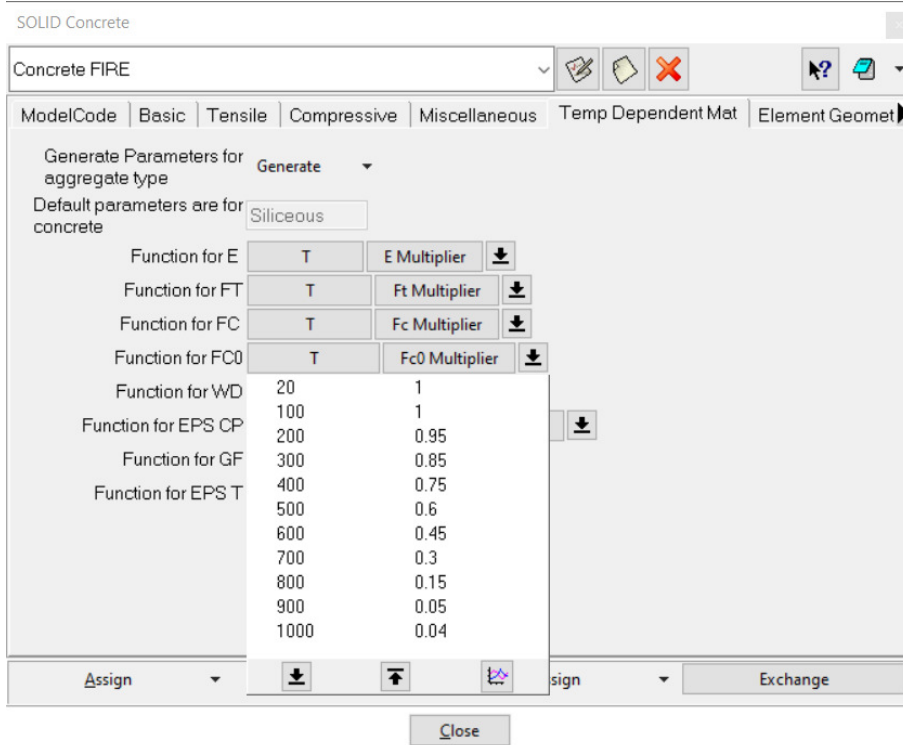 SOLID Concrete
Concrete FIRE
ModelCode Basic Tensile Compressive Miscellaneous Temp Dependent Mat Element Geomet
Generate Parameters for
aggregate type
Generate
Default parameters are for
concrete
Siliceous
Function for E T E Multiplier
Function for FT T Ft Multiplier
Function for FC T Fc Multiplier
Function for FC0 T Fc0 Multiplier
Function for WD
Function for EPS CP
Function for GF
Function for EPS T
20 1
100 1
200 0.95
300 0.85
400 0.75
500 0.6
600 0.45
700 0.3
800 0.15
900 0.05
1000 0.04
Assign sign Exchange
Close